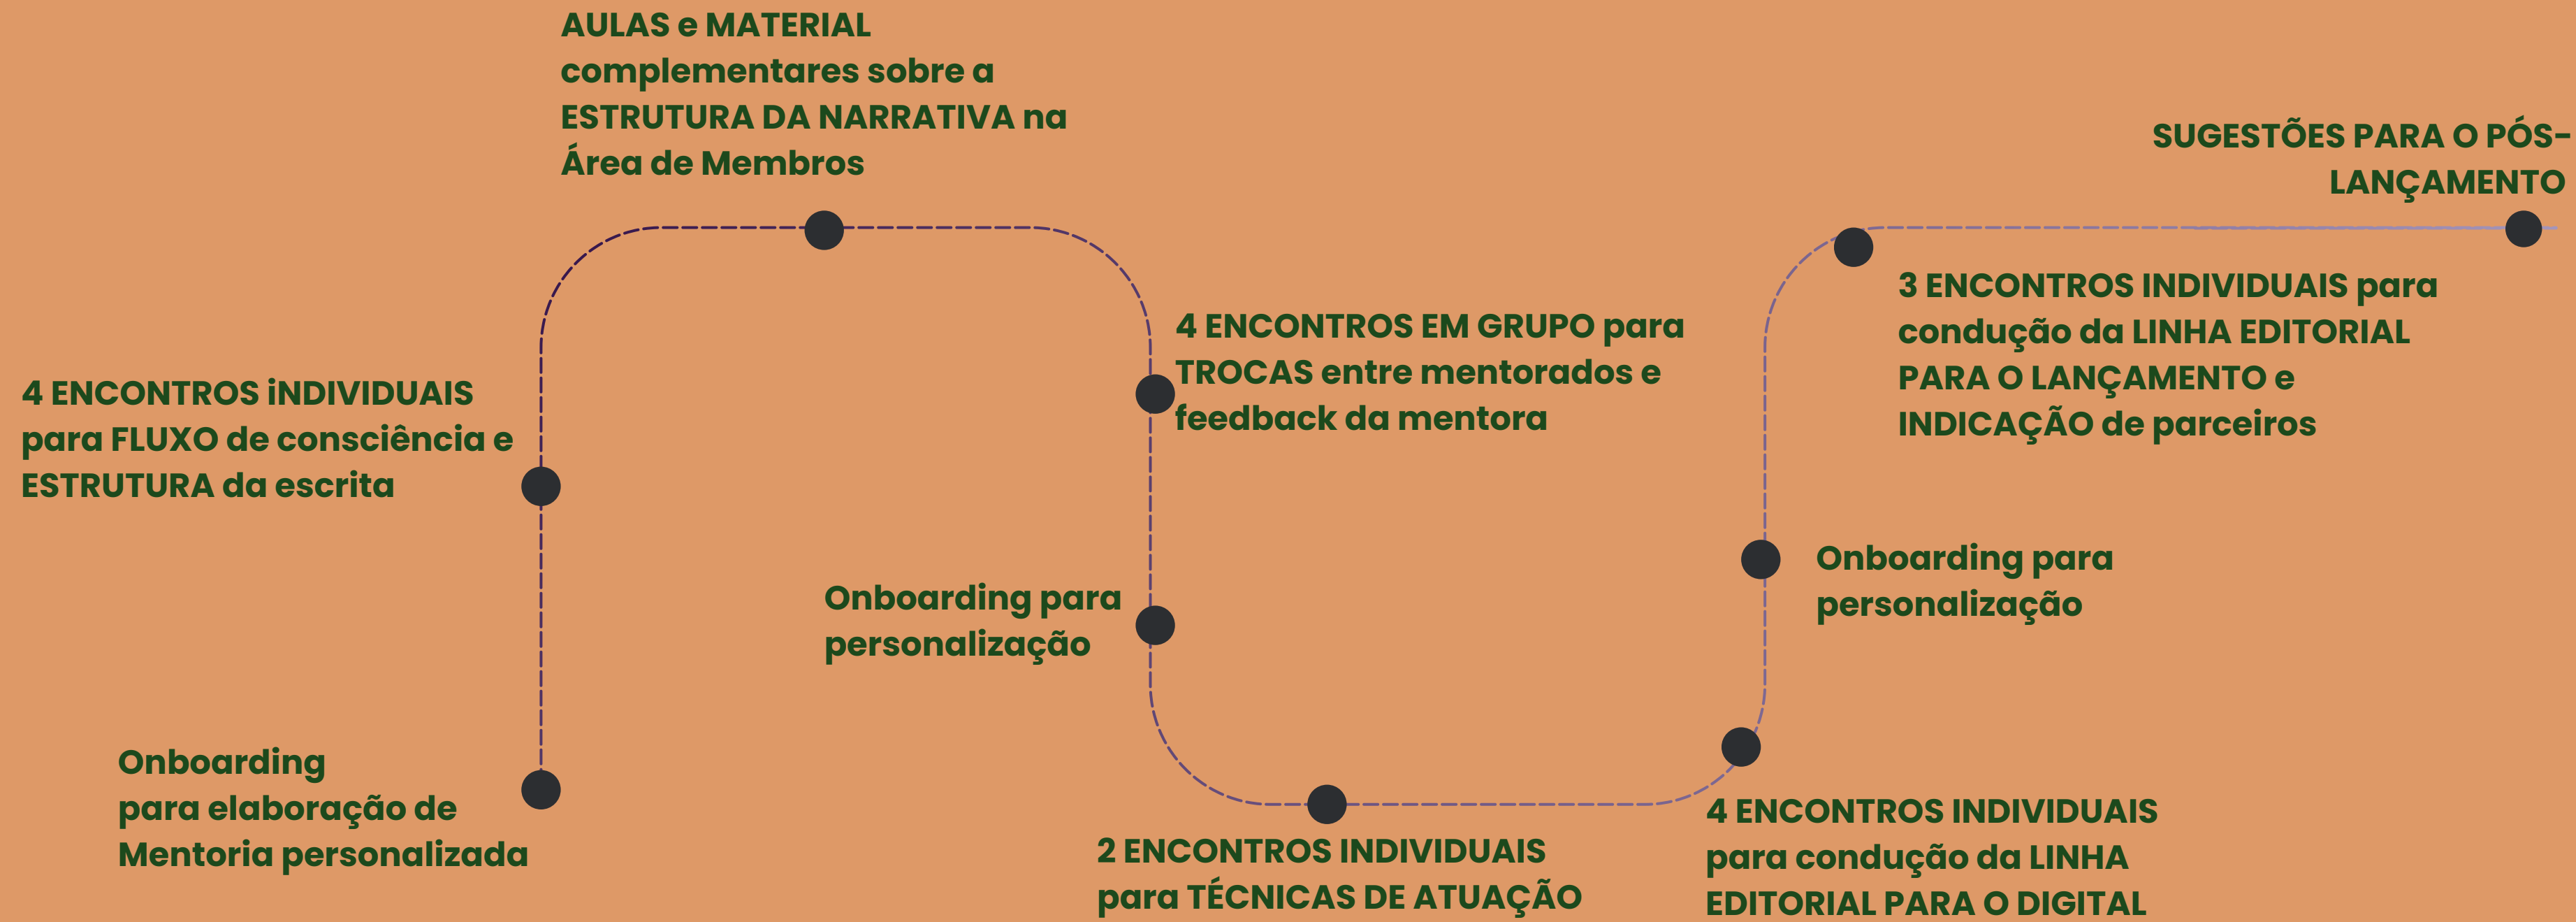 AULAS e MATERIAL
complementares sobre a
ESTRUTURA DA NARRATIVA na
Área de Membros
SUGESTÕES PARA O PÓS-
LANÇAMENTO
3 ENCONTROS INDIVIDUAIS para
condução da LINHA EDITORIAL
PARA O LANÇAMENTO e
INDICAÇÃO de parceiros
4 ENCONTROS EM GRUPO para
TROCAS entre mentorados e
feedback da mentora
4 ENCONTROS iNDIVIDUAIS
para FLUXO de consciência e
ESTRUTURA da escrita
Onboarding para
personalização
Onboarding para
personalização
Onboarding
para elaboração de
Mentoria personalizada
2 ENCONTROS INDIVIDUAIS
para TÉCNICAS DE ATUAÇÃO
4 ENCONTROS INDIVIDUAIS
para condução da LINHA
EDITORIAL PARA O DIGITAL